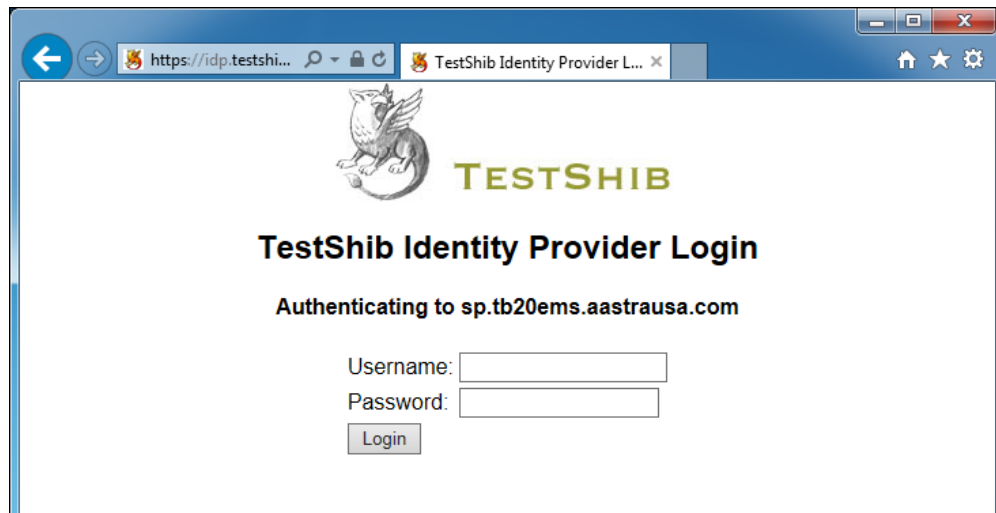 https://idp.testshi...
TestShib Identity Provider L...
TESTSHIB
TestShib Identity Provider Login
Authenticating to sp.tb20ems.aastrausa.com
Username:
Password:
Login